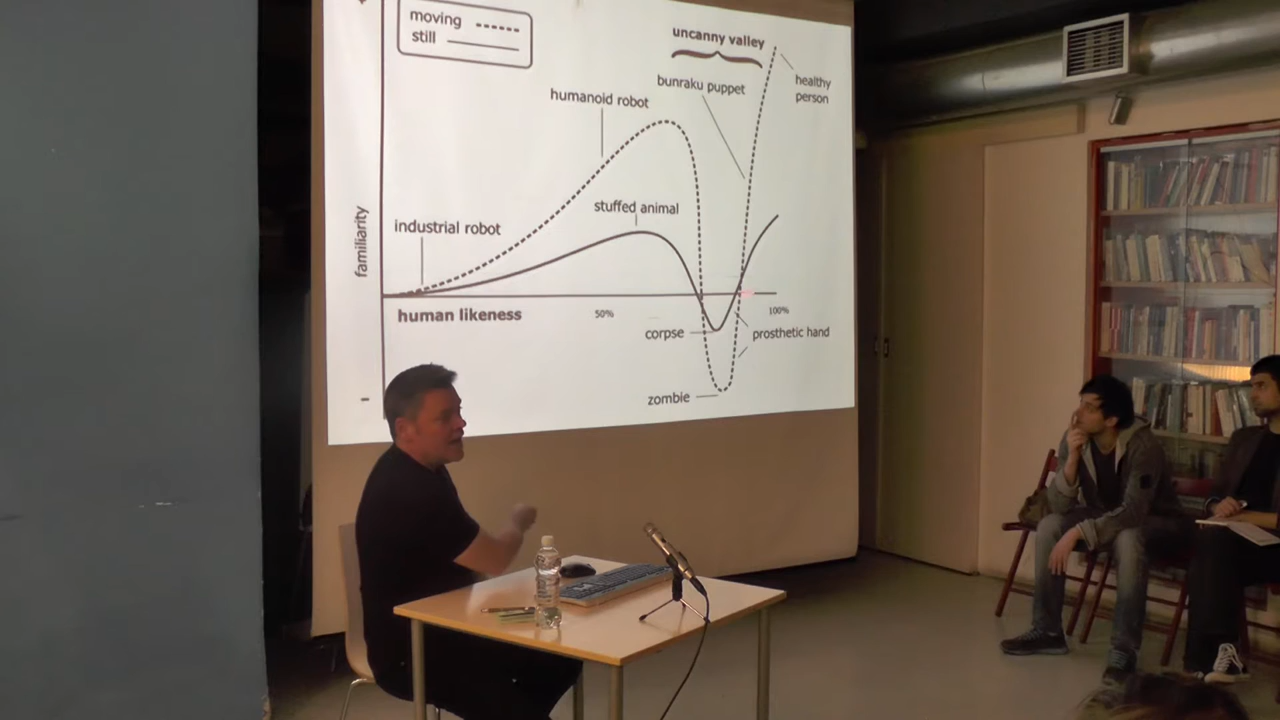 moving
still
uncanny valley
bunraku puppet
healthy
person
humanoid robot
stuffed animal
industrial robot
familiarity
human likeness
50%
100%
corpse
prosthetic hand
zombie